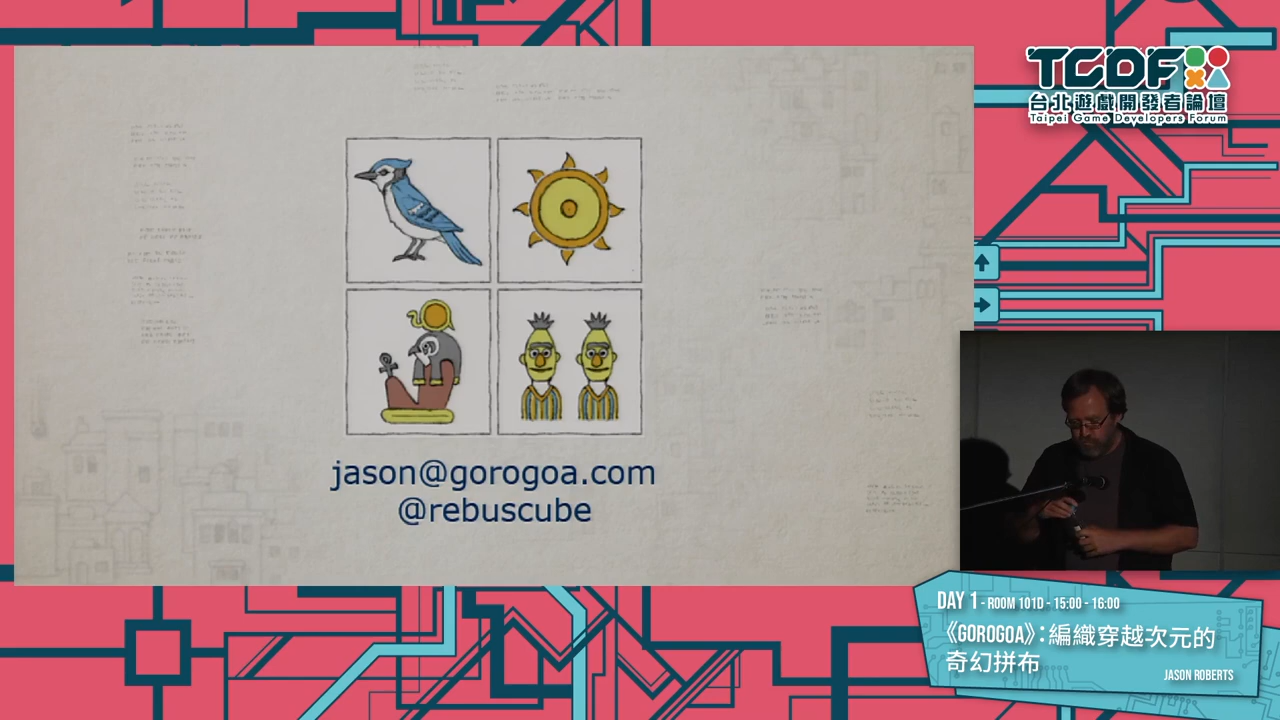 TGDF
台北遊戲開發者論壇
Taipei Game Developers Forum
jason@gorogoa.com
@rebuscube
DAY 1 - ROOM 101D - 15:00 - 16:00
《GOROGOA》：編織穿越次元的
奇幻拼布
JASON ROBERTS